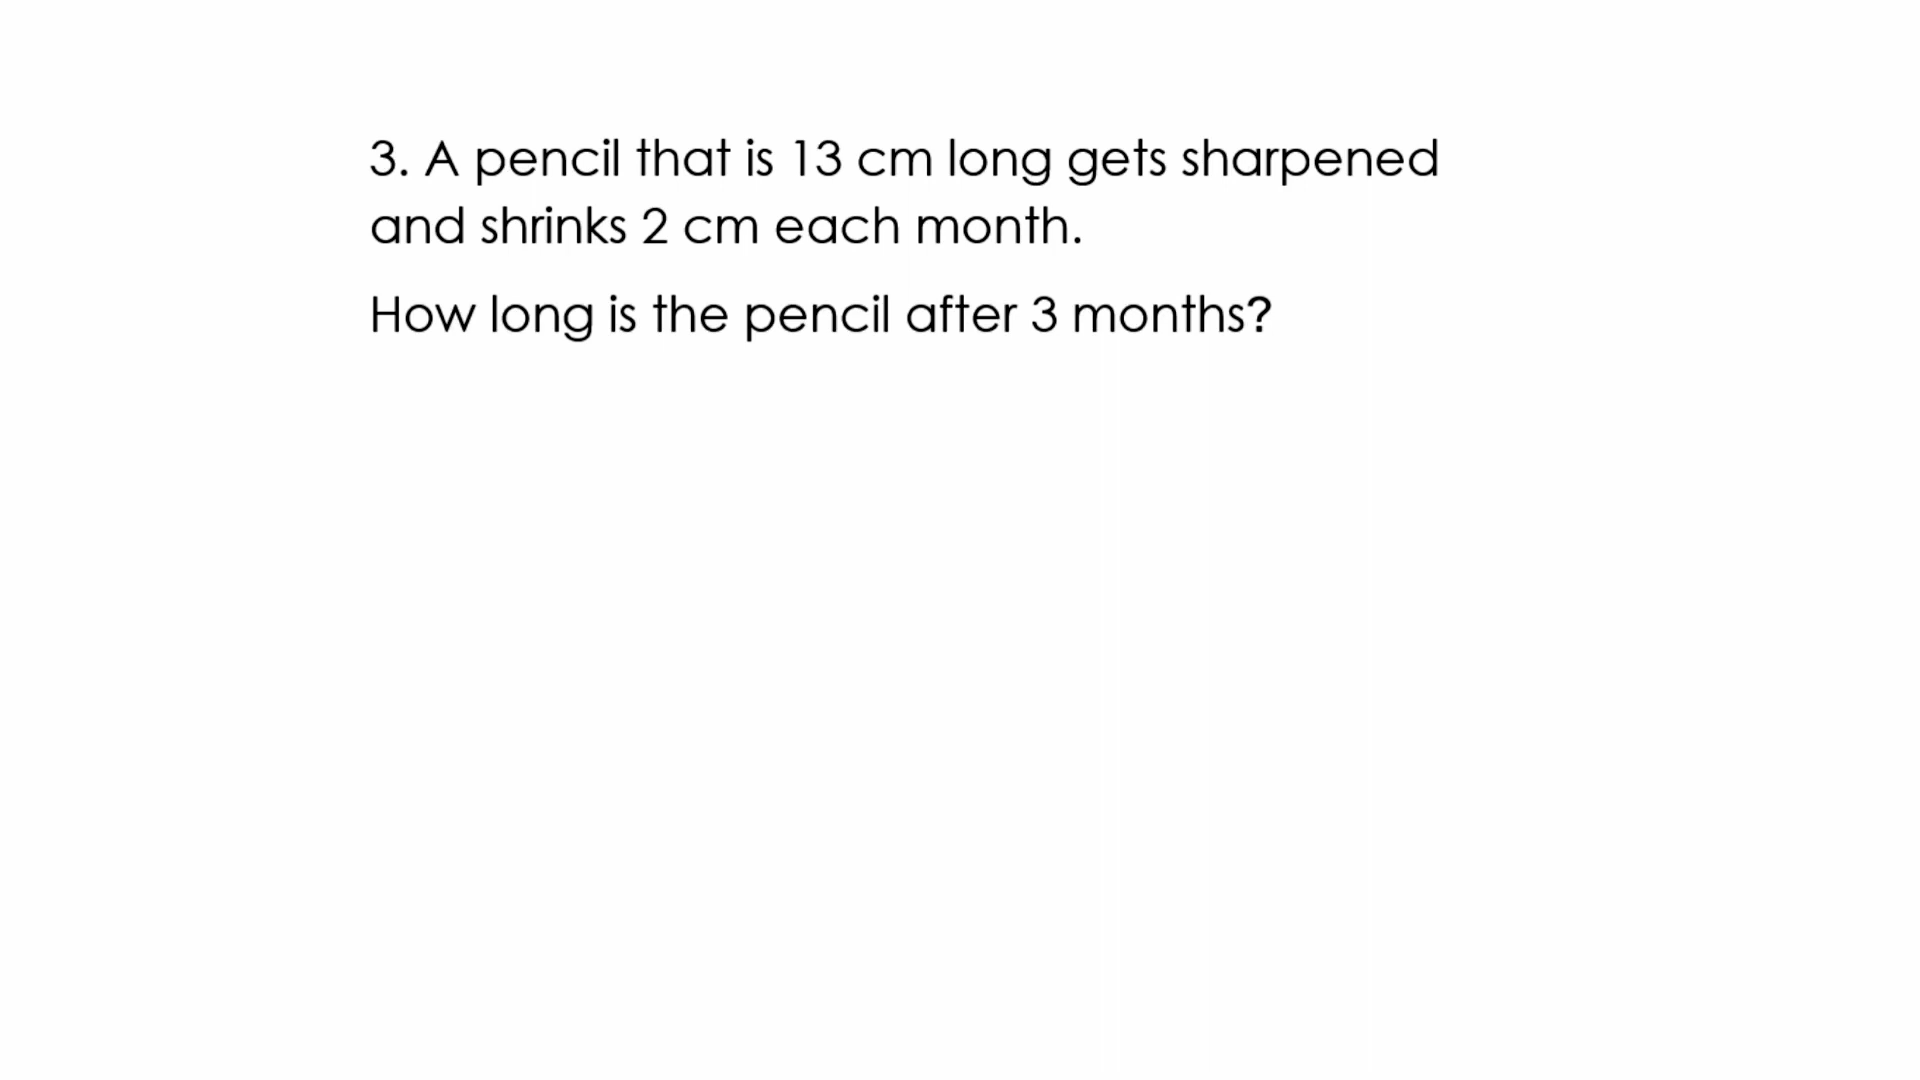 3. A pencil that is 13 cm long gets sharpened
and shrinks 2 cm each month.
How long is the pencil after 3 months?